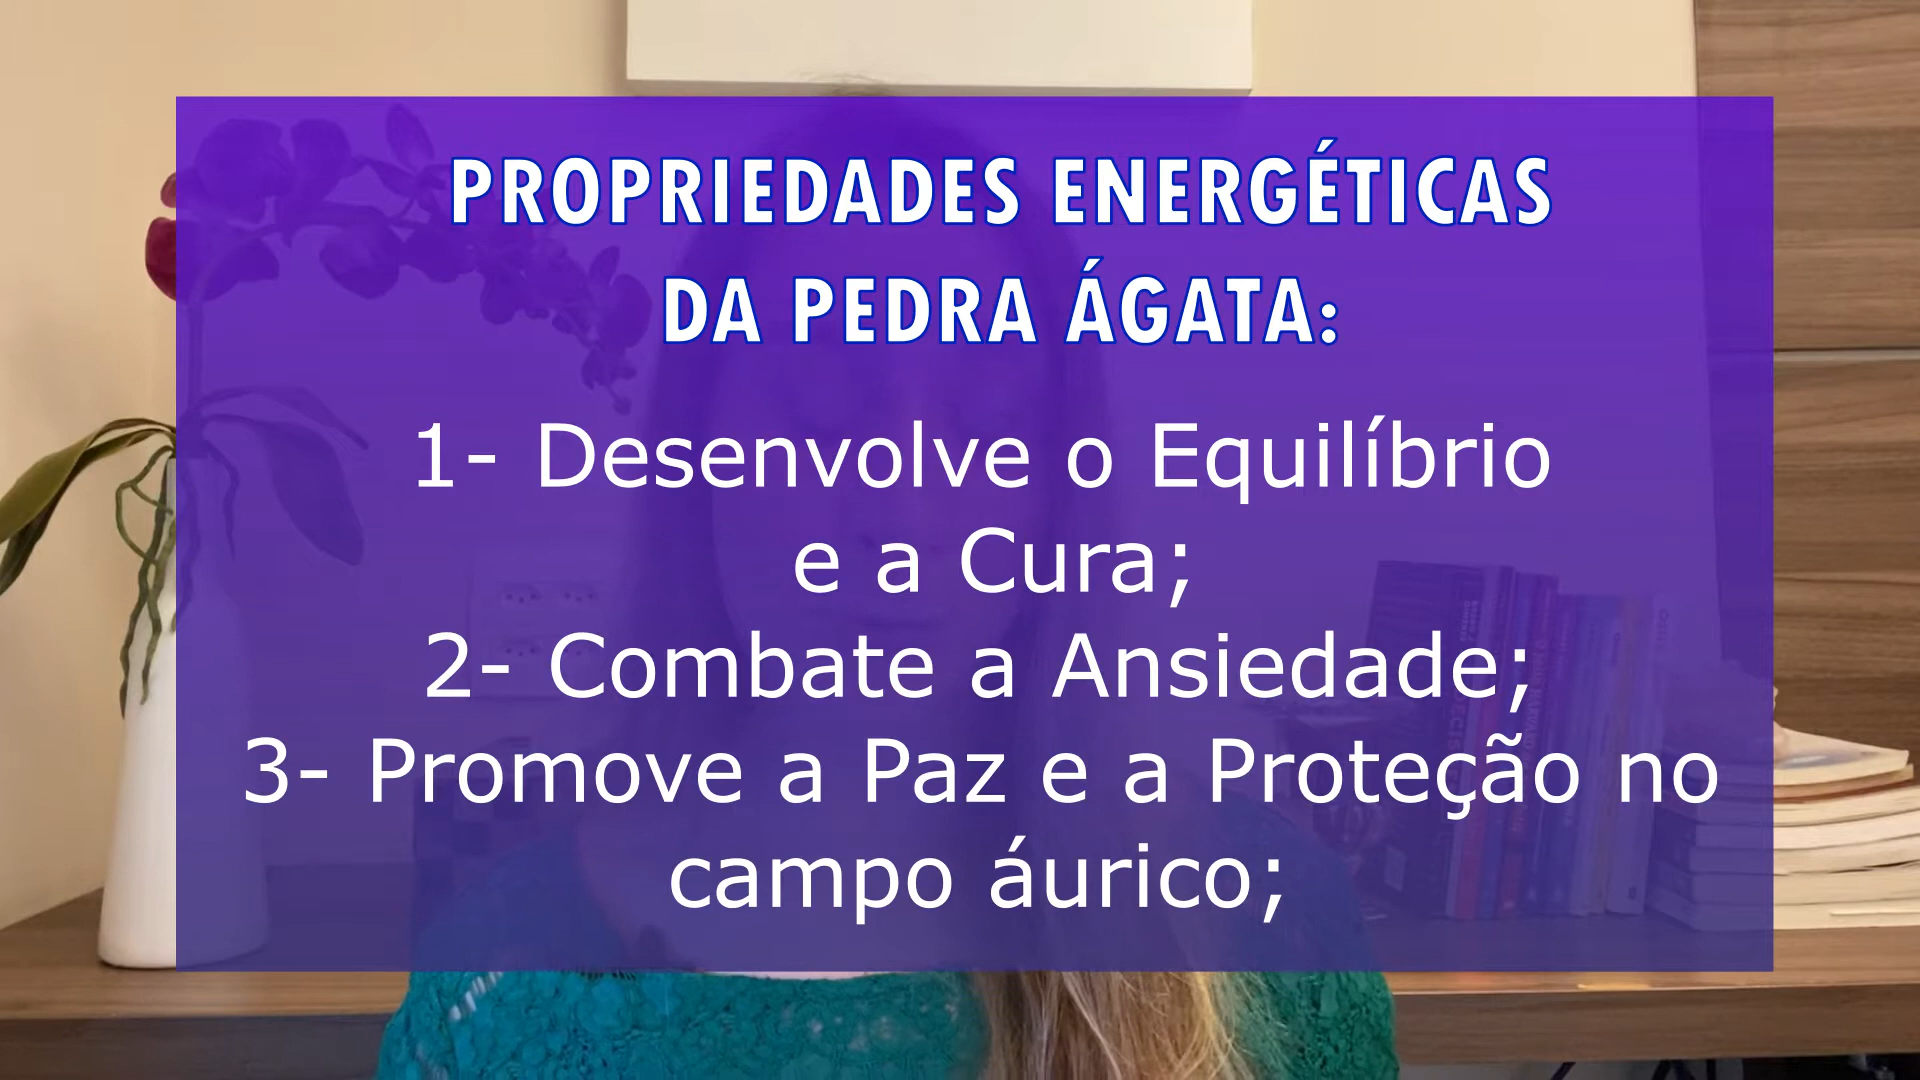 PROPRIEDADES ENERGÉTICAS
DA PEDRA ÁGATA:
1- Desenvolve o Equilíbrio
e a Cura;
2- Combate a Ansiedade;
3- Promove a Paz e a Proteção no
campo áurico;